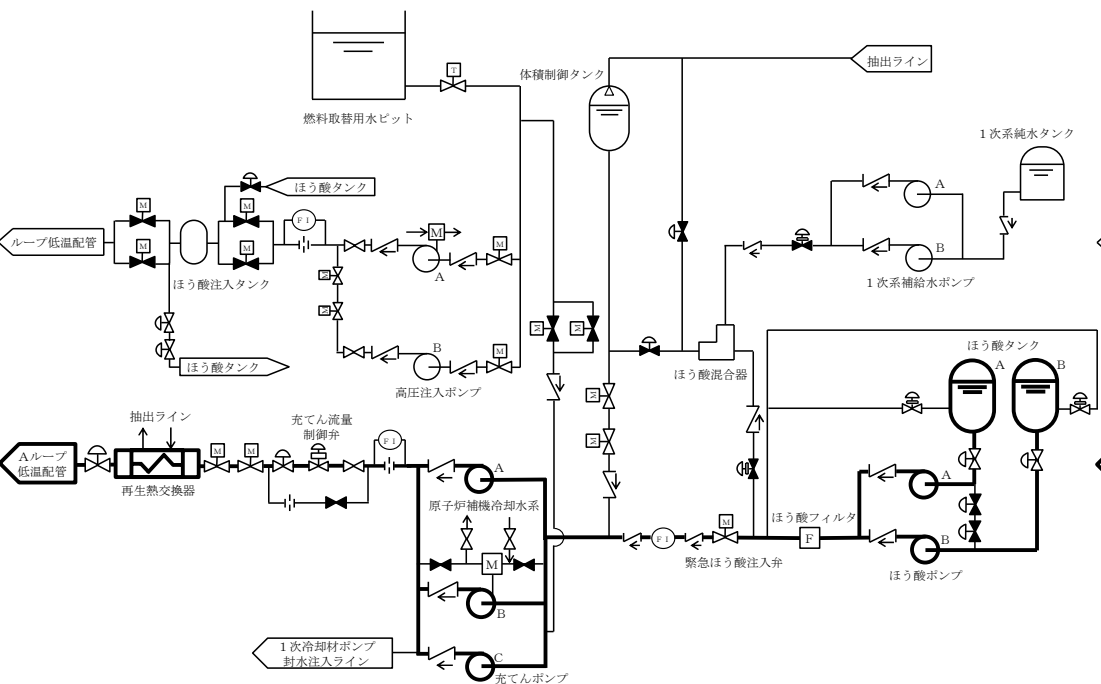 T
体積制御タンク
抽出ライン
燃料取替用水ピット
1次系純水タンク
ほう酸タンク
M
M
F I
A
ループ低温配管
M
M
M
M
B
ほう酸注入タンク
M
A
1次系補給水ポンプ
M
M
M
M
B
ほう酸タンク
ほう酸タンク
M
ほう酸混合器
A
B
高圧注入ポンプ
M
抽出ライン
充てん流量
制御弁
F I
M
Aループ
低温配管
M
M
A
再生熱交換器
原子炉補機冷却水系
A
ほう酸フィルタ
M
F I
F
B
M
緊急ほう酸注入弁
ほう酸ポンプ
B
1次冷却材ポンプ
封水注入ライン
C
充てんポンプ